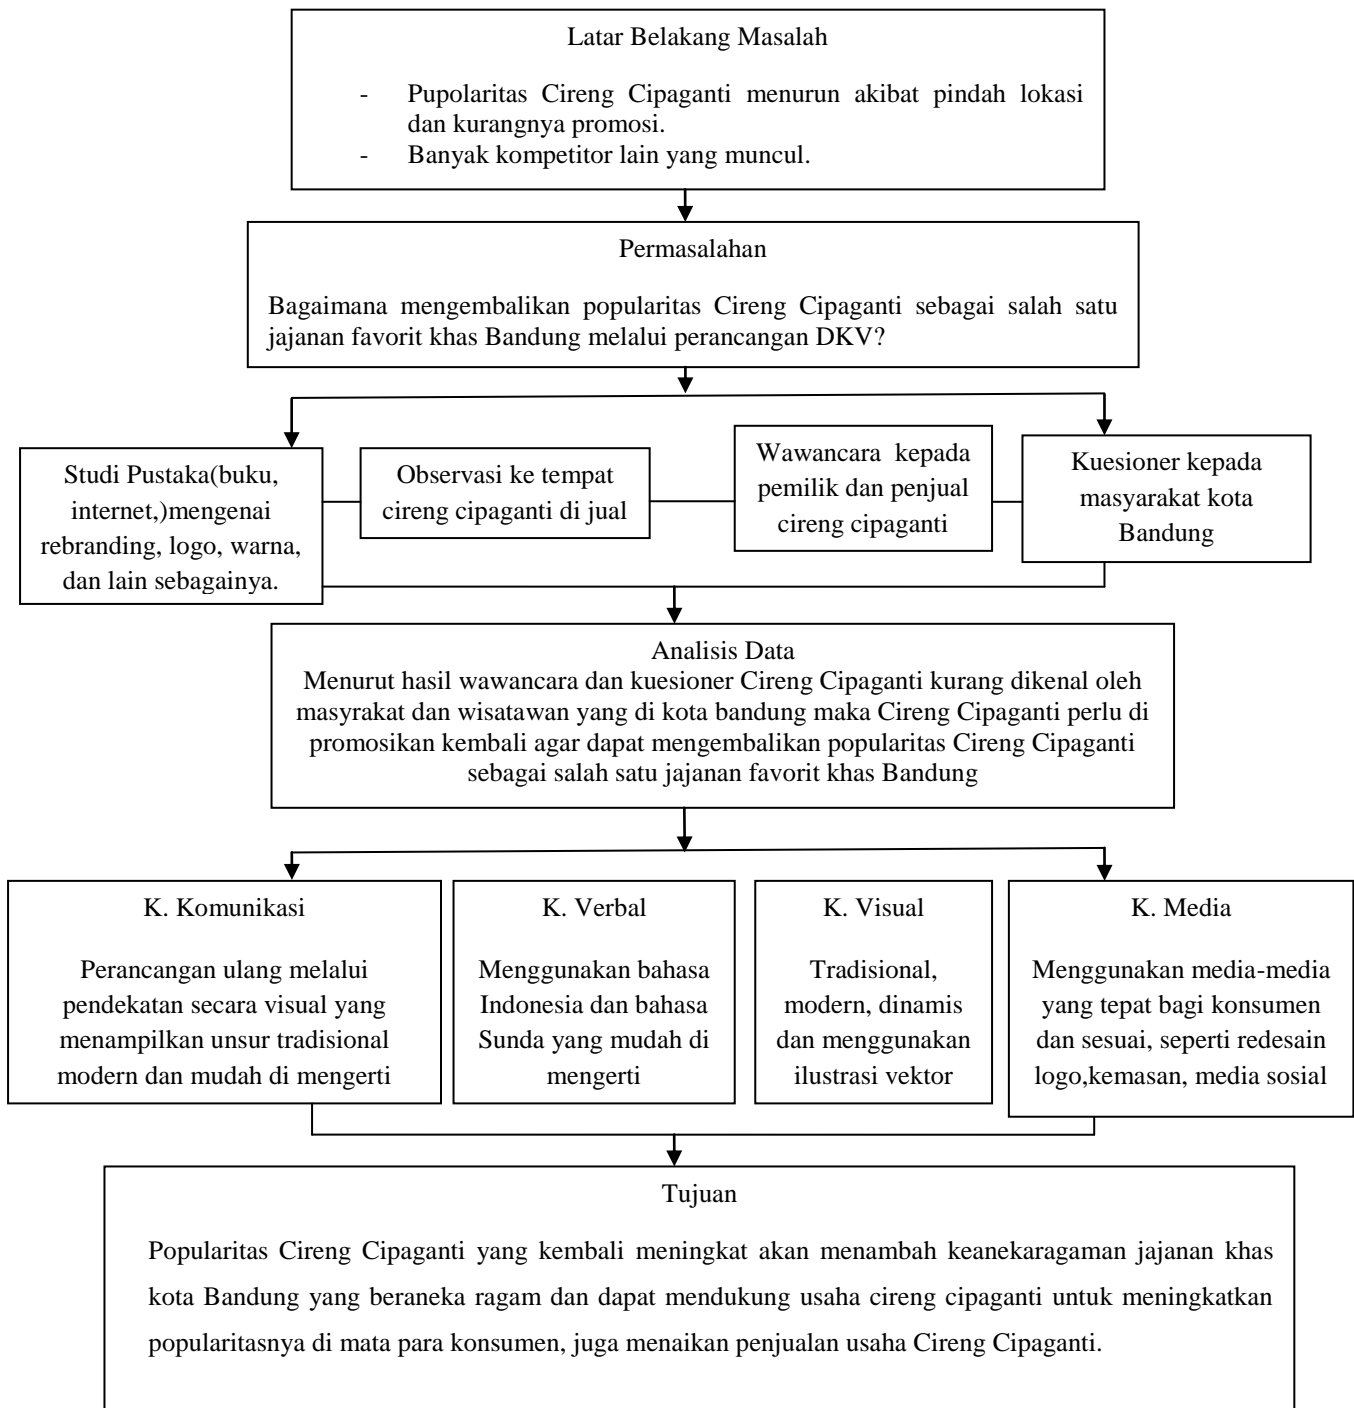 Latar Belakang Masalah
- Pupolaritas Cireng Cipaganti menurun akibat pindah lokasi
dan kurangnya promosi.
- Banyak kompetitor lain yang muncul.
Permasalahan
Bagaimana mengembalikan popularitas Cireng Cipaganti sebagai salah satu
jajanan favorit khas Bandung melalui perancangan DKV?
Studi Pustaka(buku,
internet,)mengenai
rebranding, logo, warna,
dan lain sebagainya.
Observasi ke tempat
cireng cipaganti di jual
Wawancara kepada
pemilik dan penjual
cireng cipaganti
Kuesioner kepada
masyarakat kota
Bandung
Analisis Data
Menurut hasil wawancara dan kuesioner Cireng Cipaganti kurang dikenal oleh
masyrakat dan wisatawan yang di kota bandung maka Cireng Cipaganti perlu di
promosikan kembali agar dapat mengembalikan popularitas Cireng Cipaganti
sebagai salah satu jajanan favorit khas Bandung
K. Komunikasi
Perancangan ulang melalui
pendekatan secara visual yang
menampilkan unsur tradisional
modern dan mudah di mengerti
K. Verbal
Menggunakan bahasa
Indonesia dan bahasa
Sunda yang mudah di
mengerti
K. Visual
Tradisional,
modern, dinamis
dan menggunakan
ilustrasi vektor
K. Media
Menggunakan media-media
yang tepat bagi konsumen
dan sesuai, seperti redesain
logo,kemasan, media sosial
Tujuan
Popularitas Cireng Cipaganti yang kembali meningkat akan menambah keanekaragaman jajanan khas
kota Bandung yang beraneka ragam dan dapat mendukung usaha cireng cipaganti untuk meningkatkan
popularitasnya di mata para konsumen, juga menaikan penjualan usaha Cireng Cipaganti.